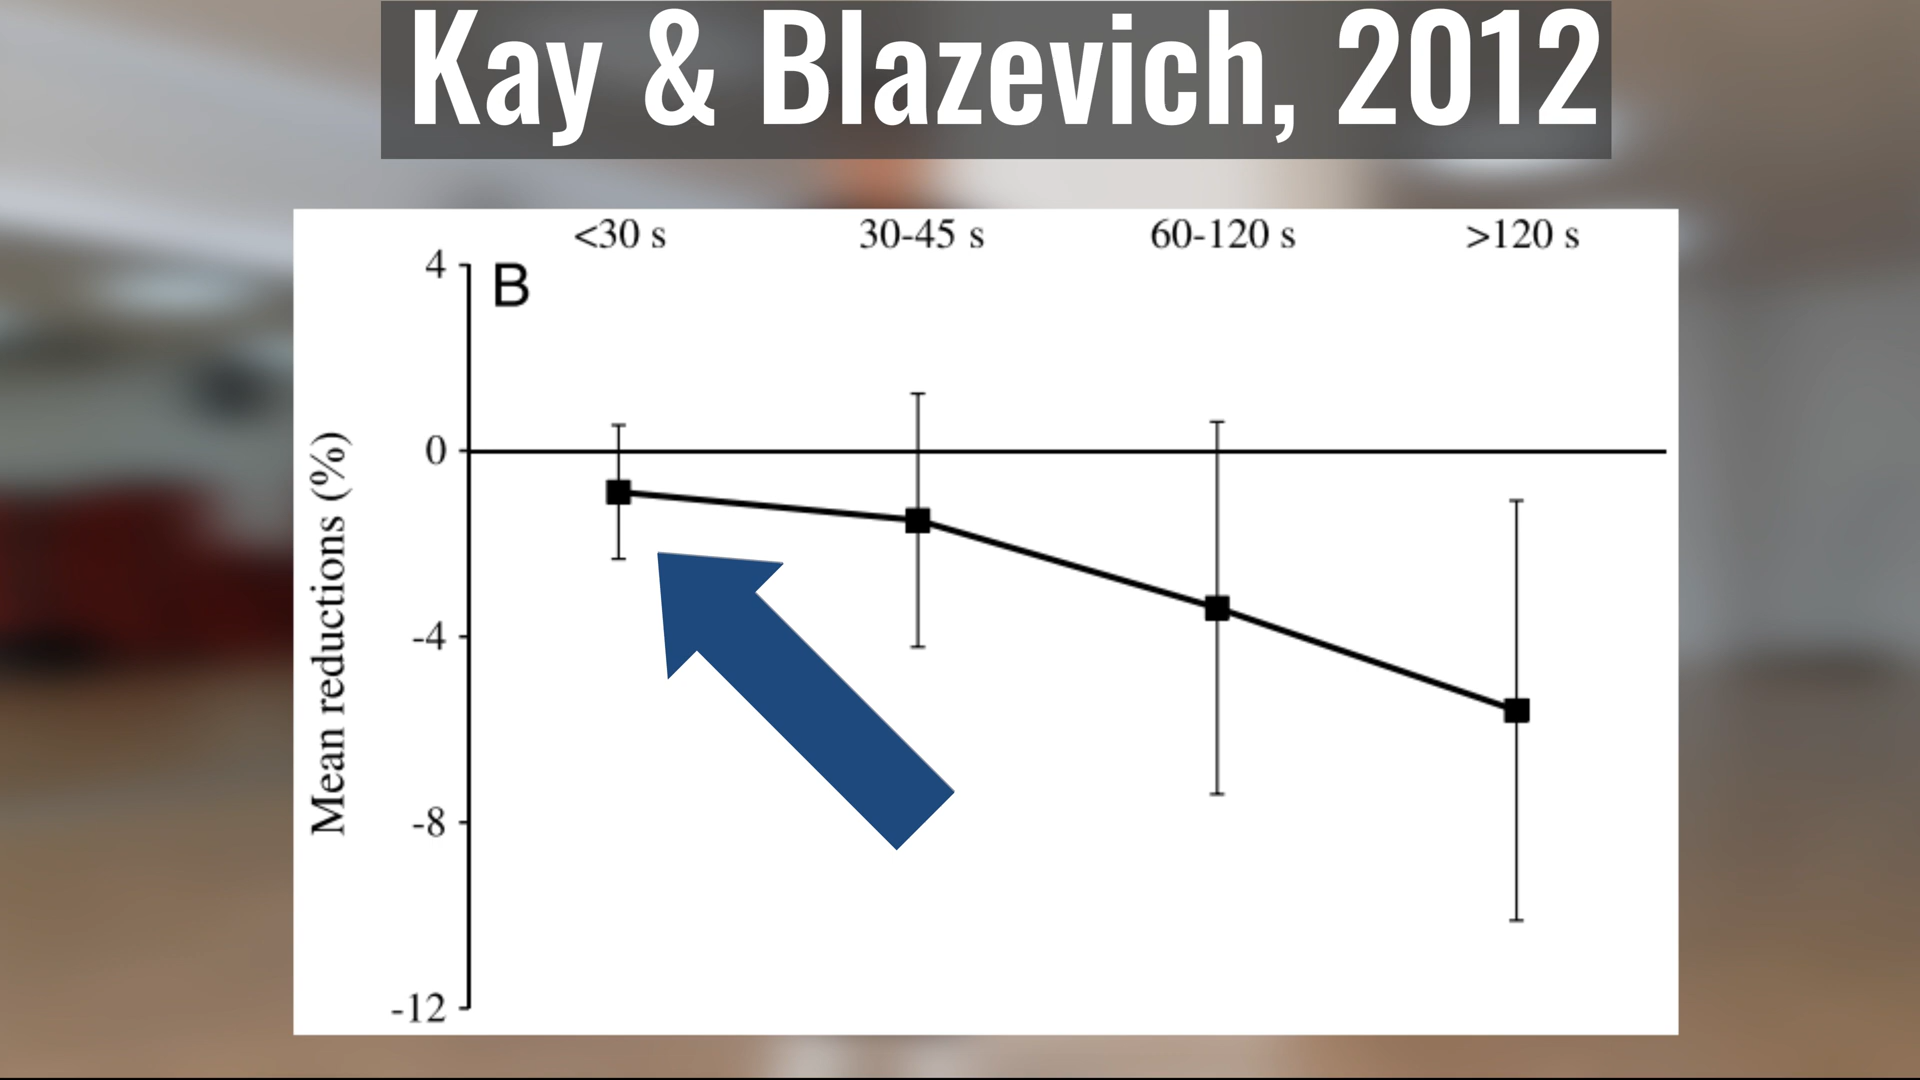 Kay & Blazevich, 2012
<30 s 30-45 s 60-120 s >120 s
B
4
0
-4
-8
-12
Mean reductions (%)